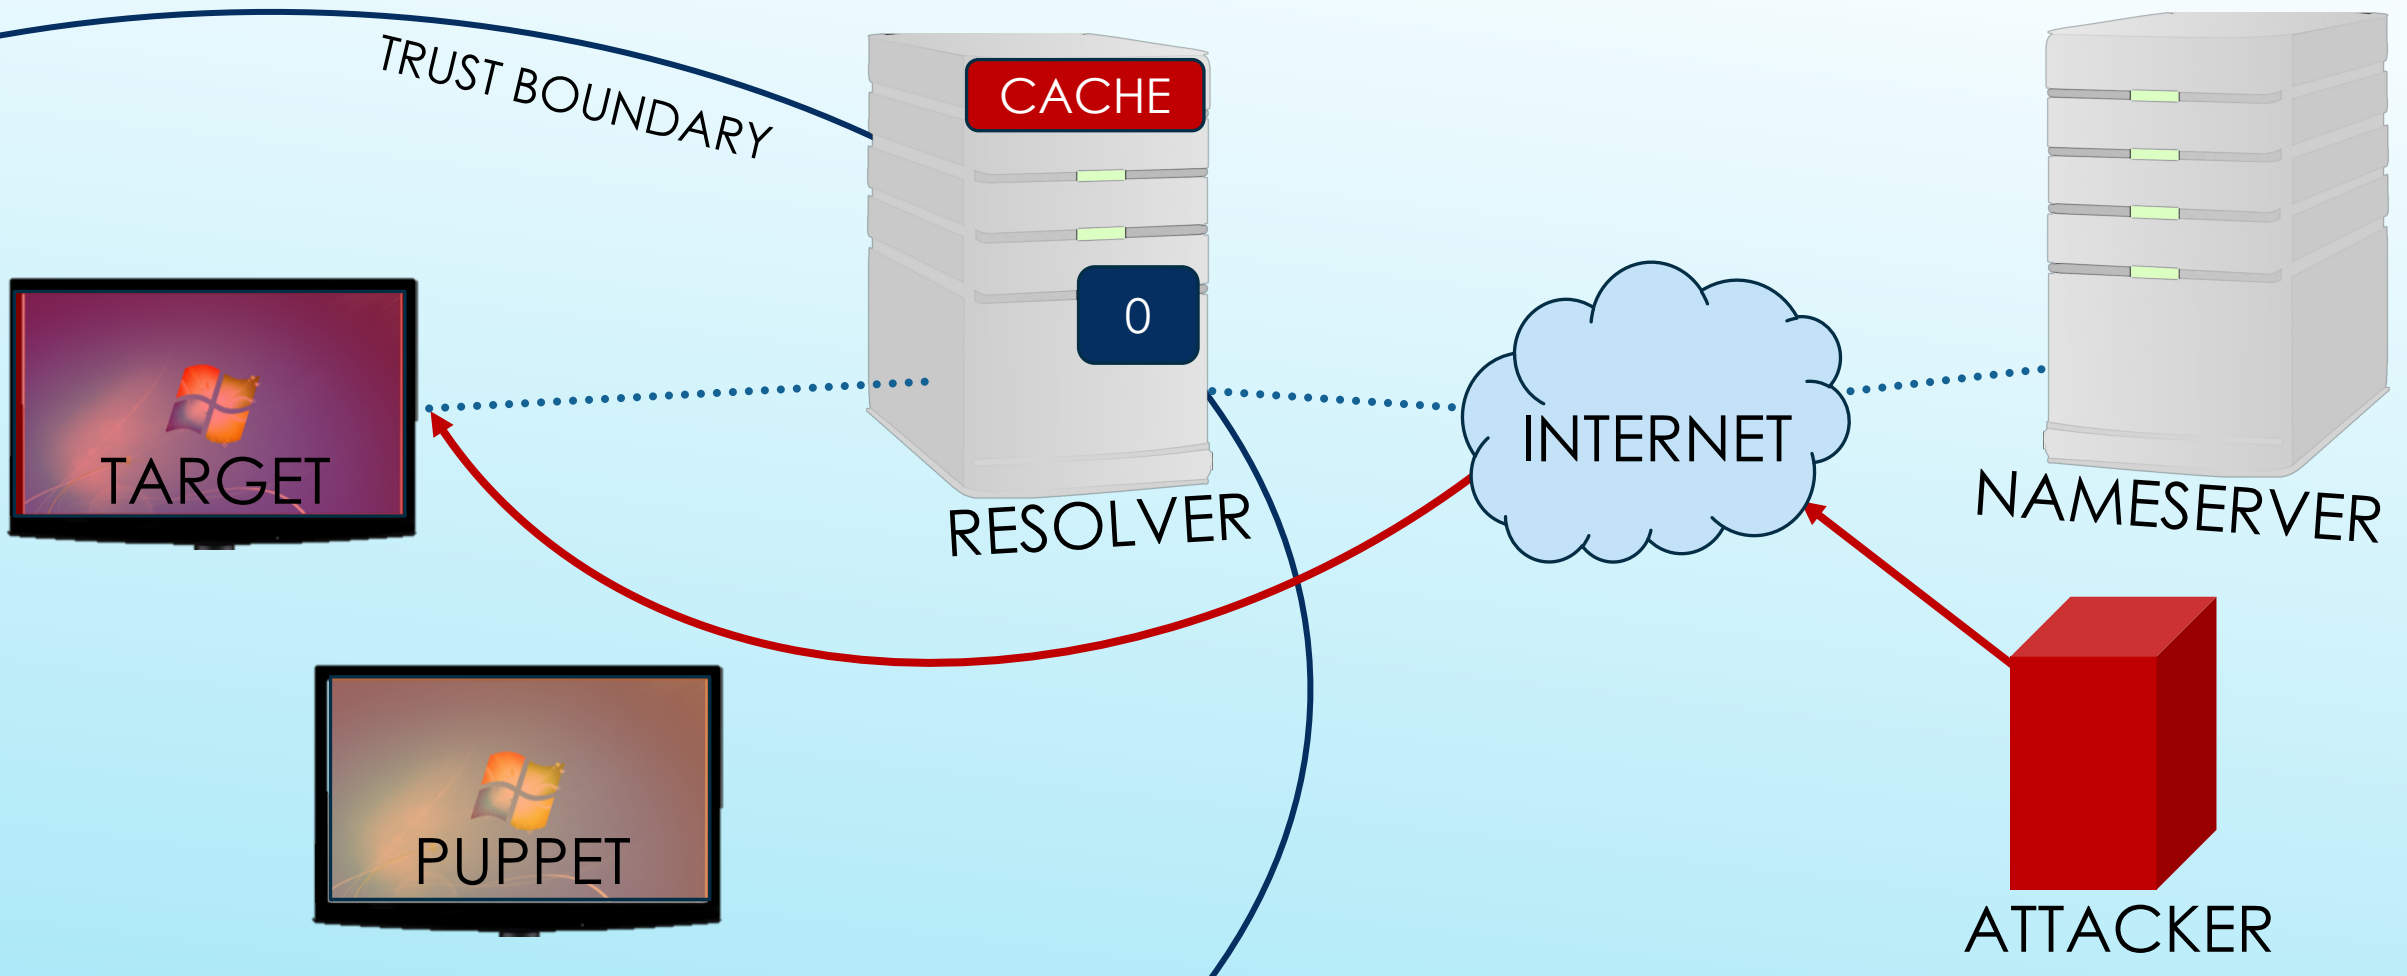 TRUST BOUNDARY
CACHE
0
TARGET
INTERNET
RESOLVER
NAMESERVER
PUPPET
ATTACKER